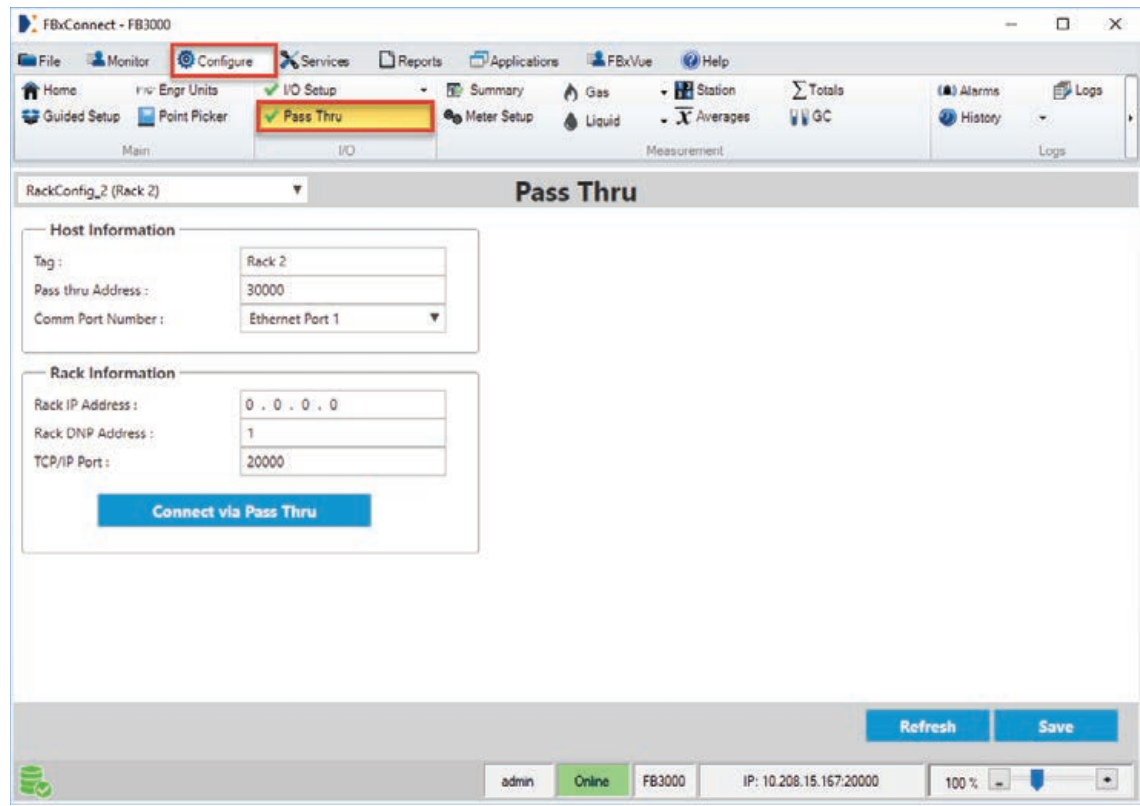 FBxConnect - FB3000
File Monitor Configure Services Reports Applications FBxVue Help
Home Engr Units I/O Setup Summary Gas Station Totals Alarms Logs
Guided Setup Point Picker Pass Thru Meter Setup Liquid X Averages GC History
Main I/O Measurement Logs
RackConfig_2 (Rack 2) Pass Thru
Host Information
Tag : Rack 2
Pass thru Address : 30000
Comm Port Number : Ethernet Port 1
Rack Information
Rack IP Address : 0 . 0 . 0 . 0
Rack DNP Address : 1
TCP/IP Port : 20000
Connect via Pass Thru
Refresh Save
admin Online FB3000 IP: 10.208.15.167:20000 100 % - +